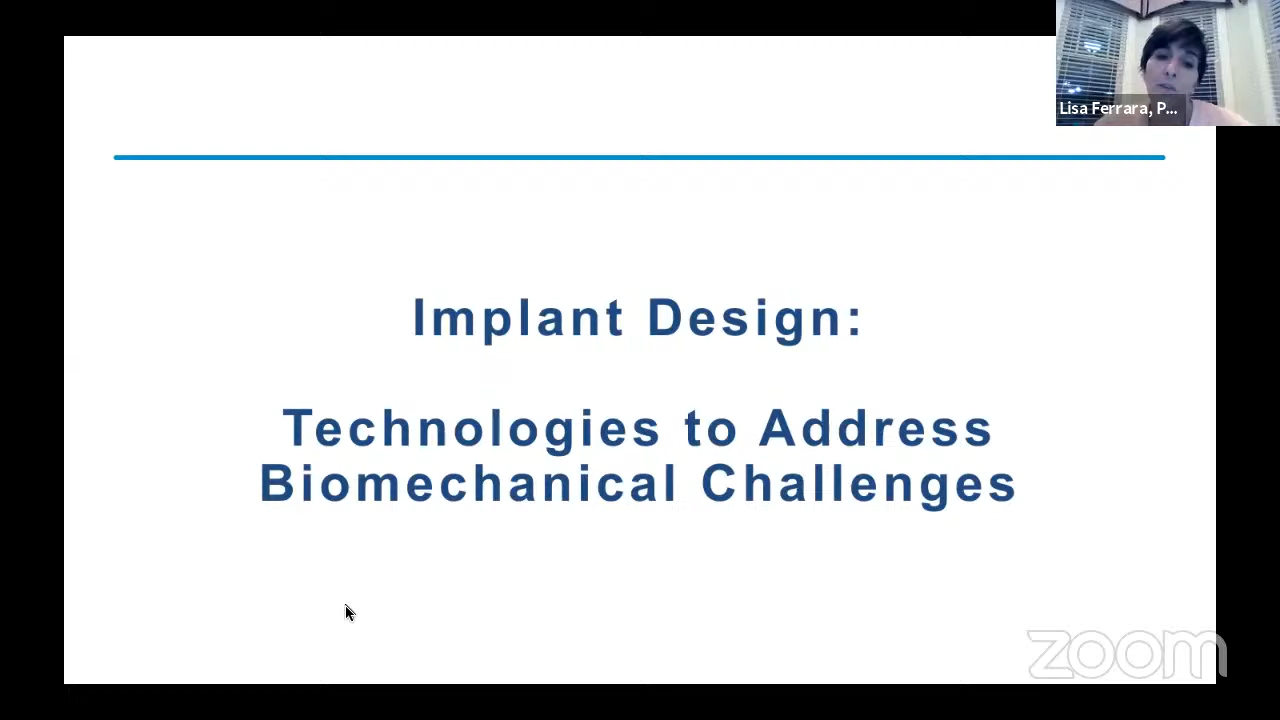 Lisa Ferrara, P...
Implant Design:
Technologies to Address
Biomechanical Challenges
zoom